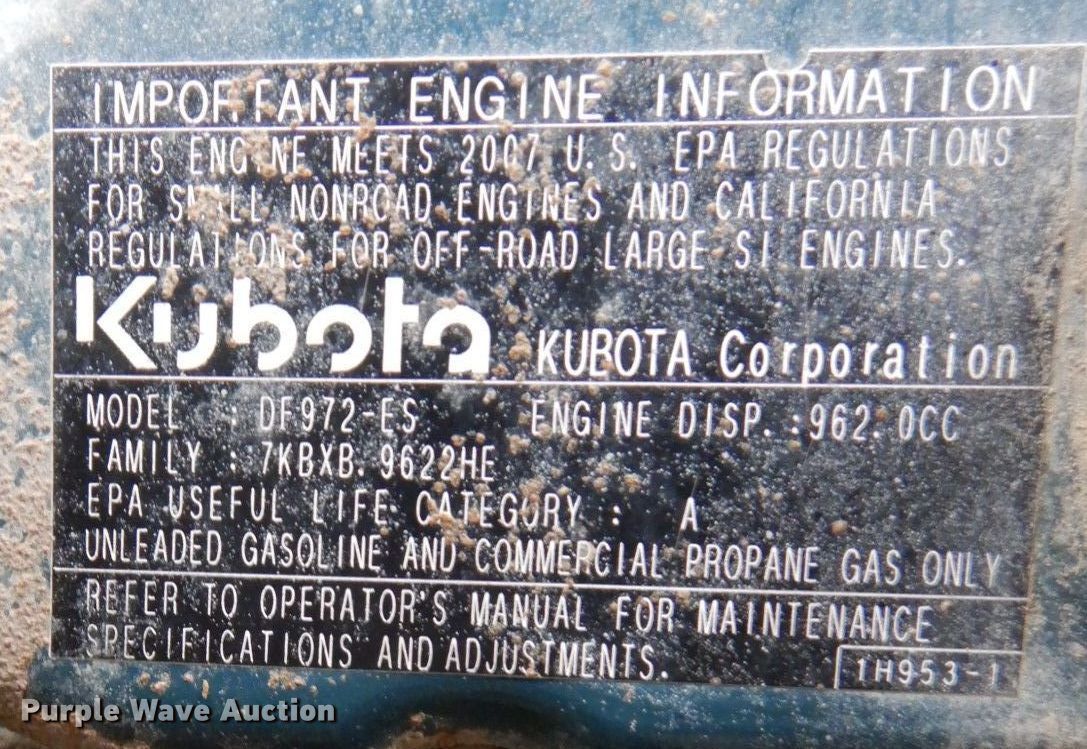 IMPORTANT ENGINE INFORMATION
THIS ENGINE MEETS 2007 U.S. EPA REGULATIONS
FOR SMALL NONROAD ENGINES AND CALIFORNIA
REGULATIONS FOR OFF-ROAD LARGE SI ENGINES.
Kubota KUBOTA Corporation
MODEL : DF972-ES ENGINE DISP. : 962.0CC
FAMILY : 7KBXB.9622HE
EPA USEFUL LIFE CATEGORY : A
UNLEADED GASOLINE AND COMMERCIAL PROPANE GAS ONLY
REFER TO OPERATOR'S MANUAL FOR MAINTENANCE
SPECIFICATIONS AND ADJUSTMENTS.
1H953-1
Purple Wave Auction